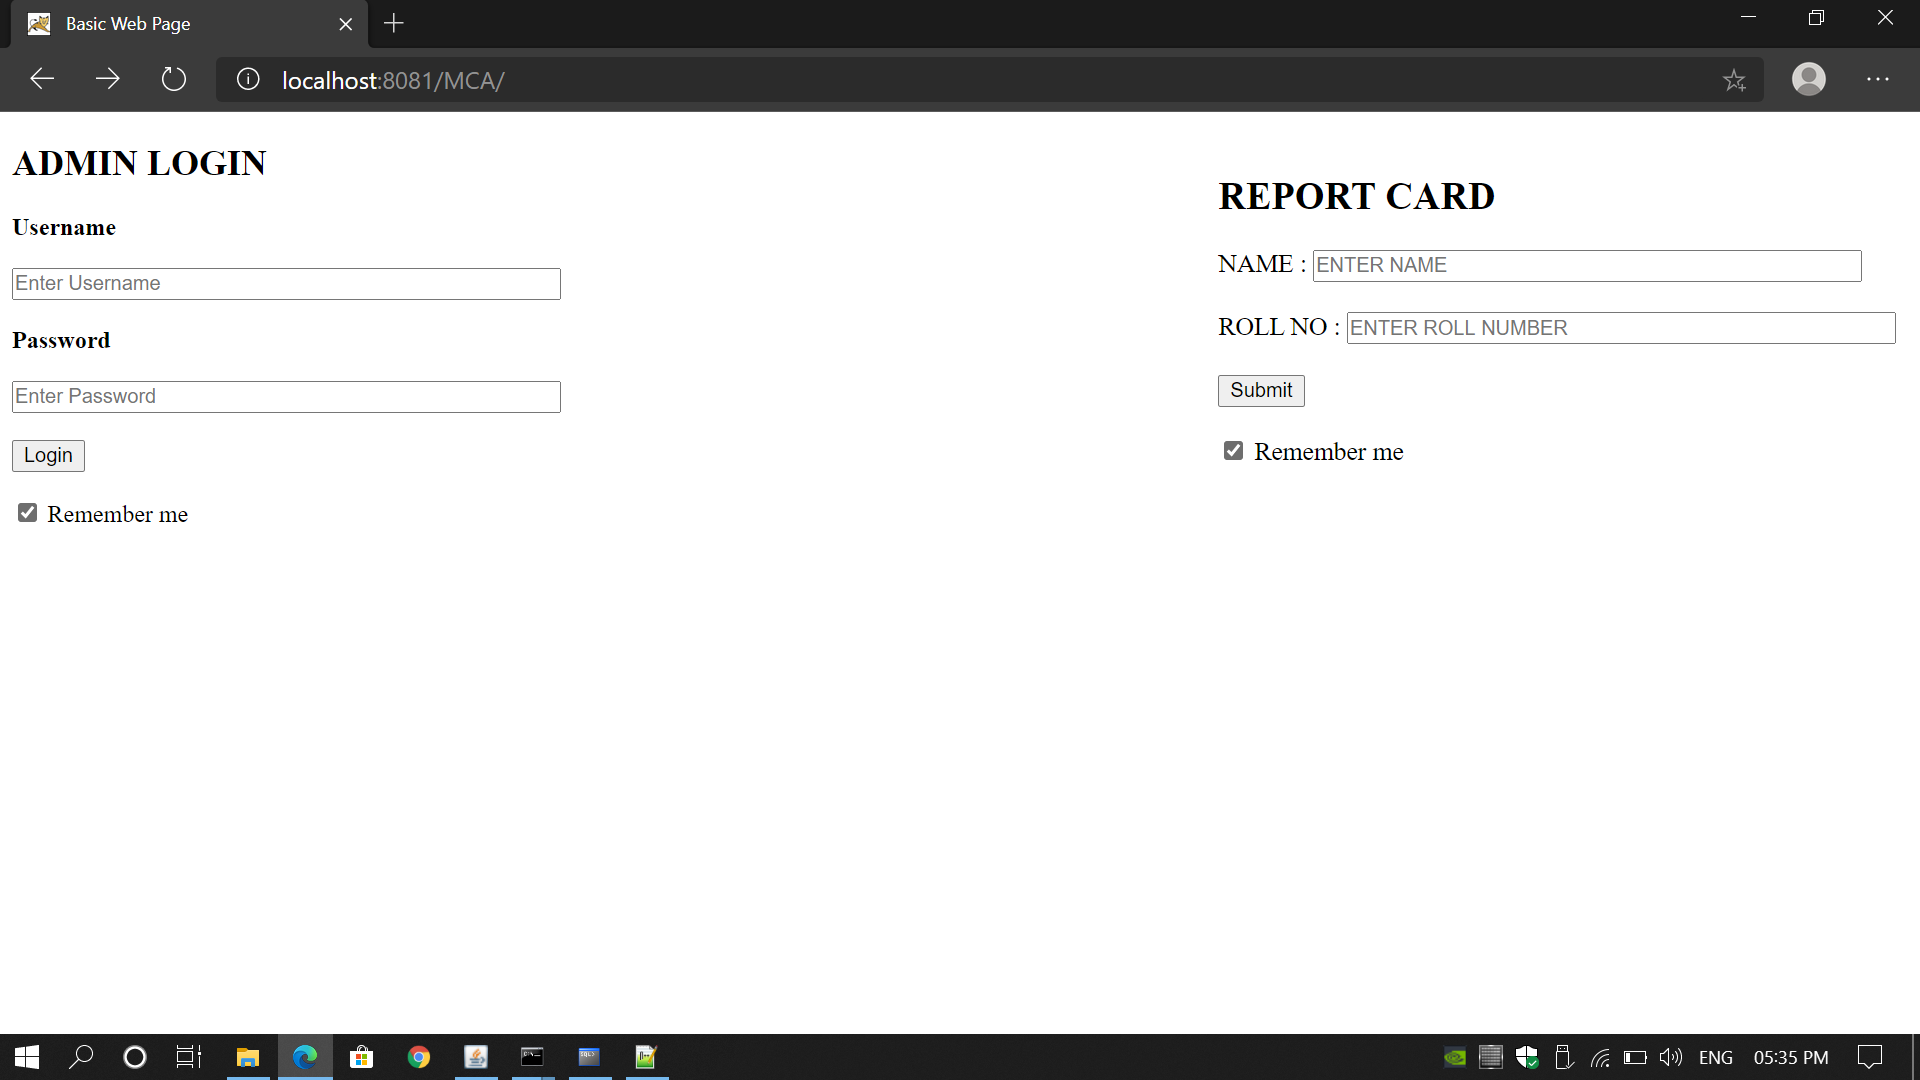 Basic Web Page
localhost:8081/MCA/
ADMIN LOGIN
Username
Enter Username
Password
Enter Password
Login
Remember me
REPORT CARD
NAME : ENTER NAME
ROLL NO : ENTER ROLL NUMBER
Submit
Remember me
ENG 05:35 PM